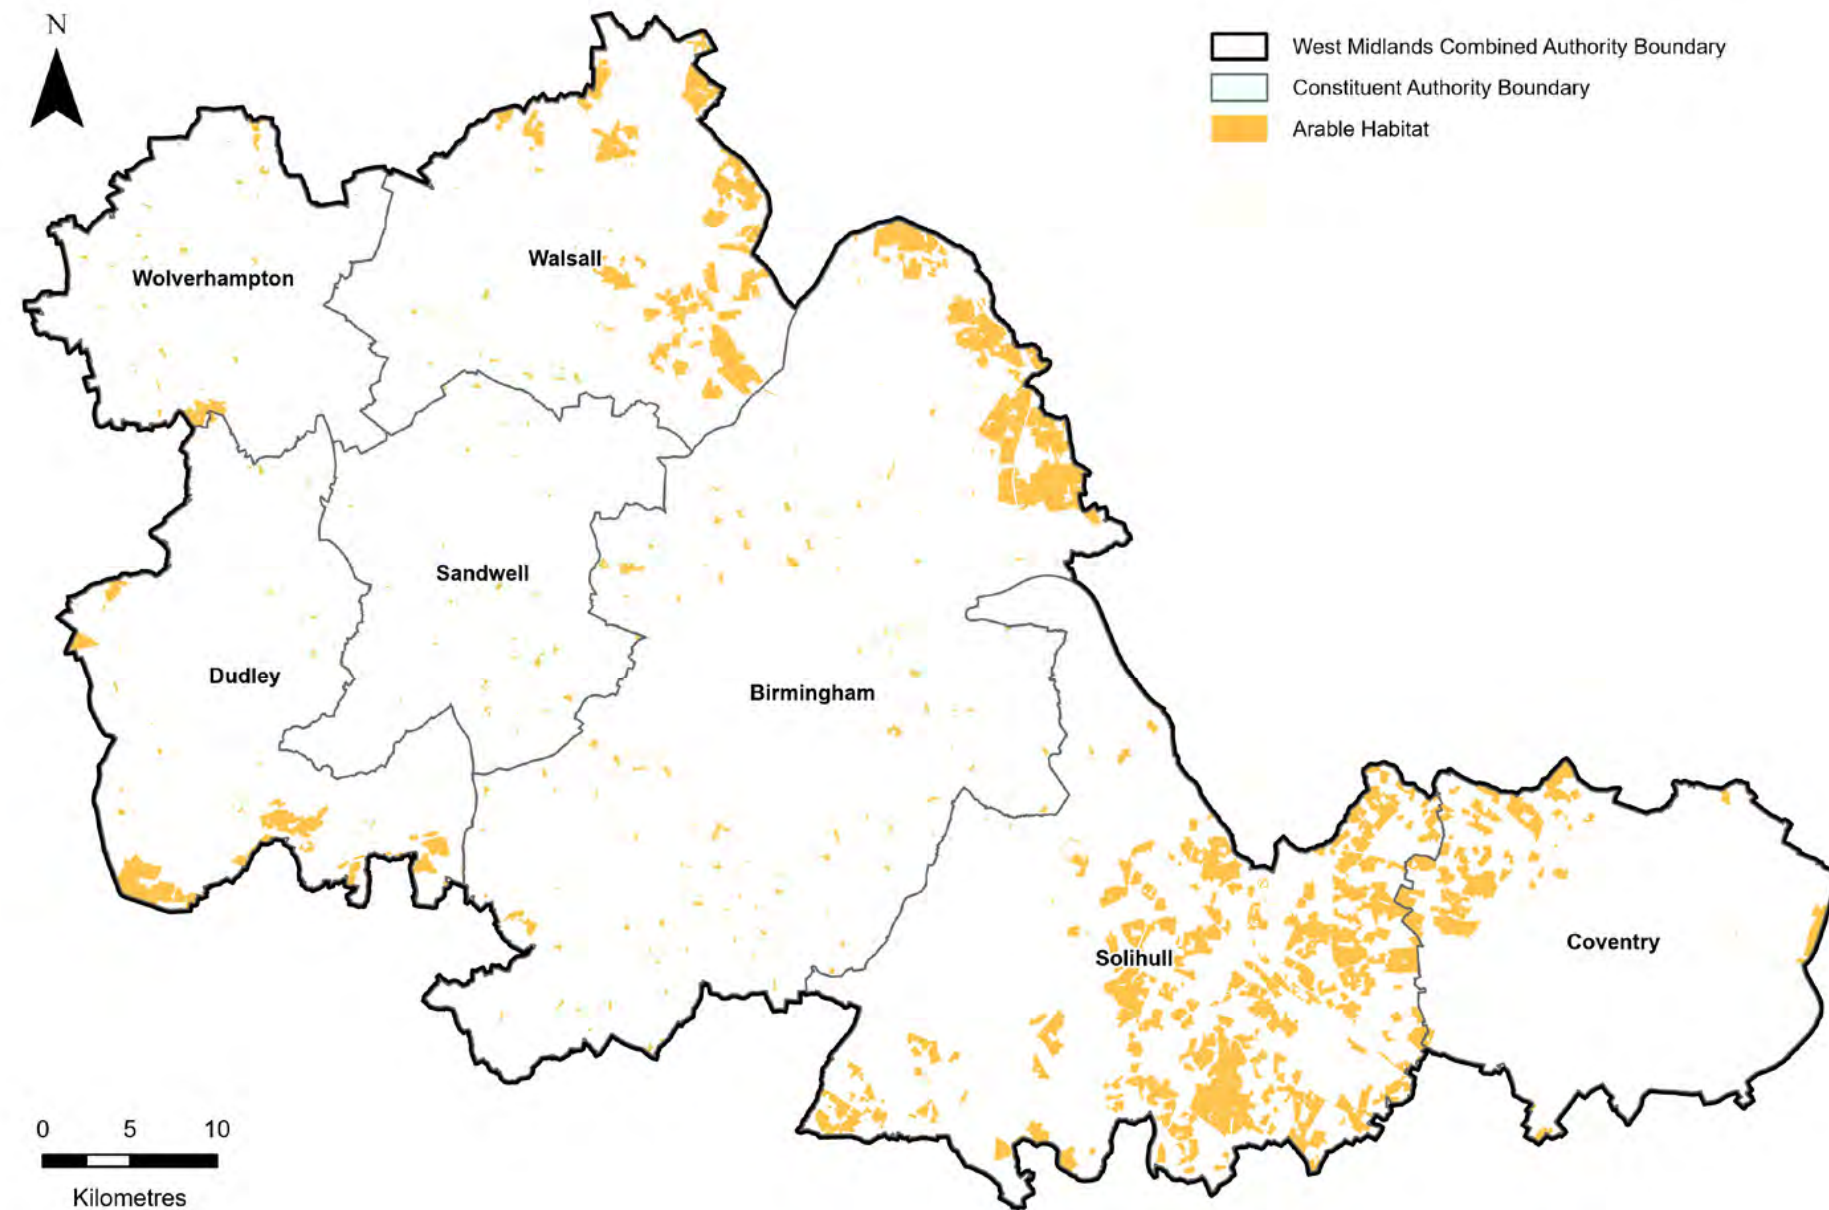 N
West Midlands Combined Authority Boundary
Constituent Authority Boundary
Arable Habitat
Wolverhampton
Walsall
Sandwell
Dudley
Birmingham
Solihull
Coventry
0 5 10
Kilometres